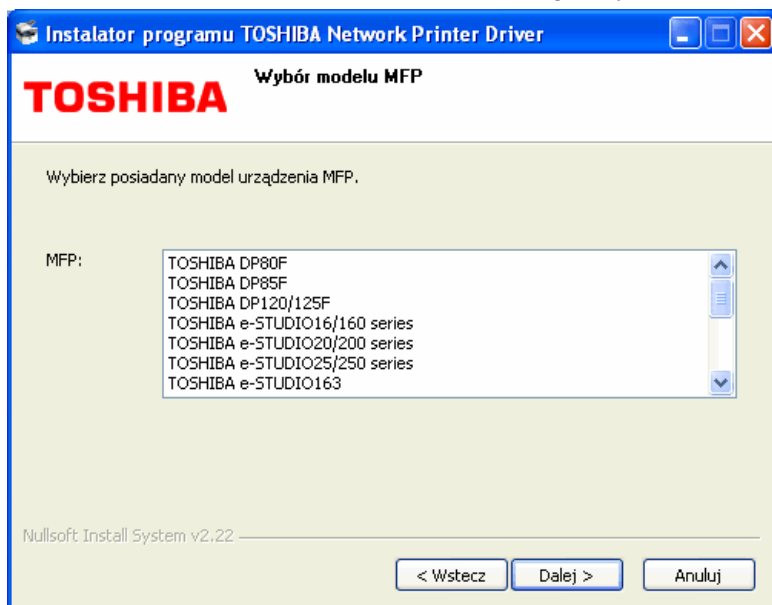 Instalator programu TOSHIBA Network Printer Driver
TOSHIBA
Wybór modelu MFP
Wybierz posiadany model urządzenia MFP.
MFP:
TOSHIBA DP80F
TOSHIBA DP85F
TOSHIBA DP120/125F
TOSHIBA e-STUDIO16/160 series
TOSHIBA e-STUDIO20/200 series
TOSHIBA e-STUDIO25/250 series
TOSHIBA e-STUDIO163
Nullsoft Install System v2.22
< Wstecz Dalej > Anuluj